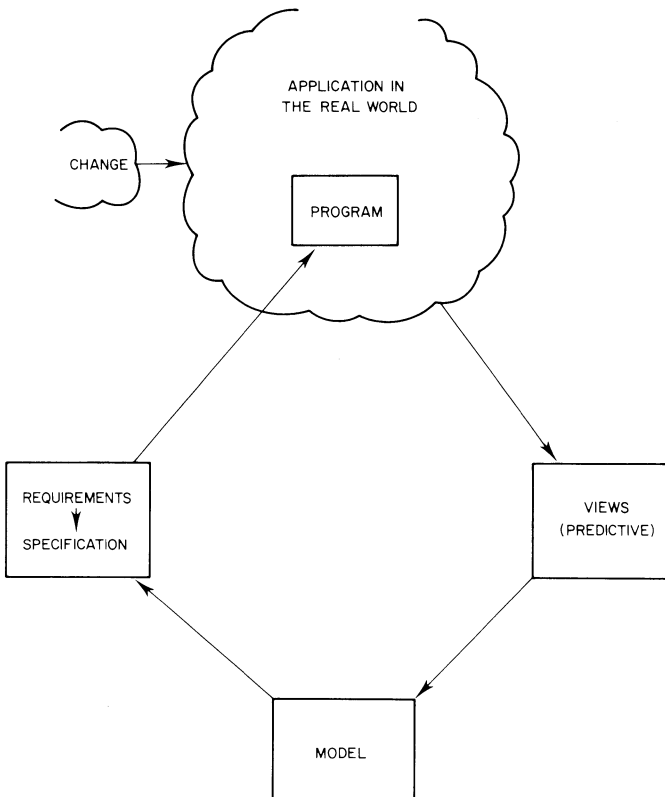 APPLICATION IN
THE REAL WORLD
CHANGE
PROGRAM
REQUIREMENTS
SPECIFICATION
VIEWS
(PREDICTIVE)
MODEL